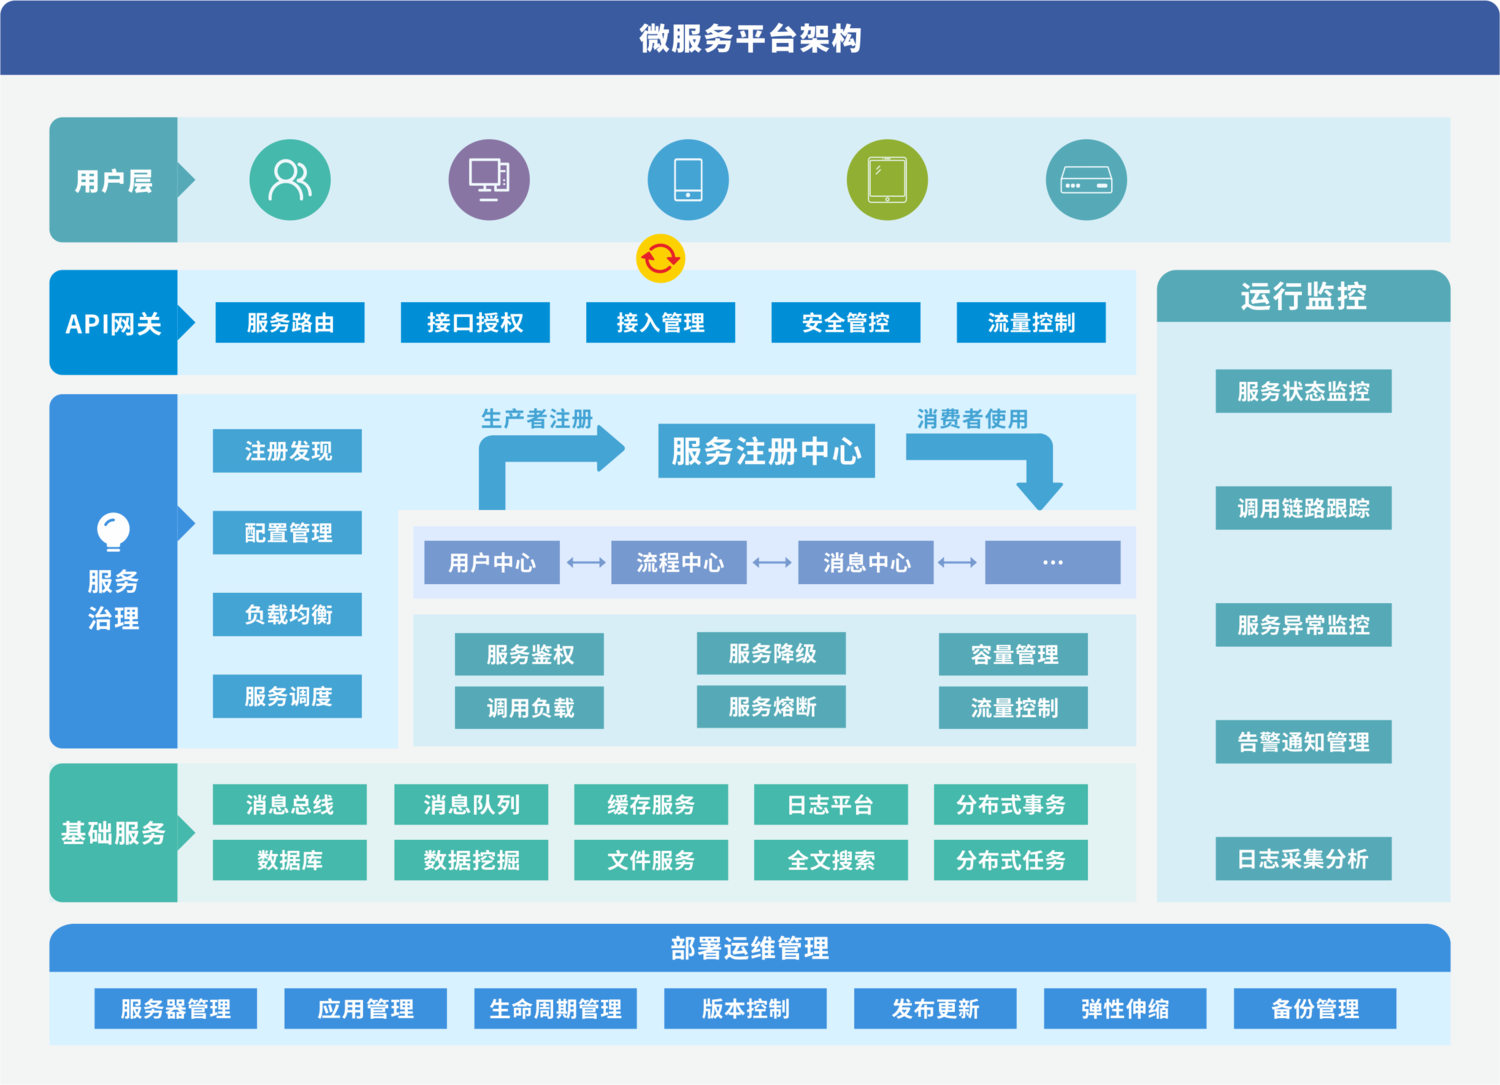 微服务平台架构
用户层
API网关
服务路由
接口授权
接入管理
安全管控
流量控制
服务
治理
注册发现
配置管理
负载均衡
服务调度
生产者注册
服务注册中心
消费者使用
用户中心
流程中心
消息中心
···
服务鉴权
服务降级
容量管理
调用负载
服务熔断
流量控制
基础服务
消息总线
消息队列
缓存服务
日志平台
分布式事务
数据库
数据挖掘
文件服务
全文搜索
分布式任务
运行监控
服务状态监控
调用链路跟踪
服务异常监控
告警通知管理
日志采集分析
部署运维管理
服务器管理
应用管理
生命周期管理
版本控制
发布更新
弹性伸缩
备份管理